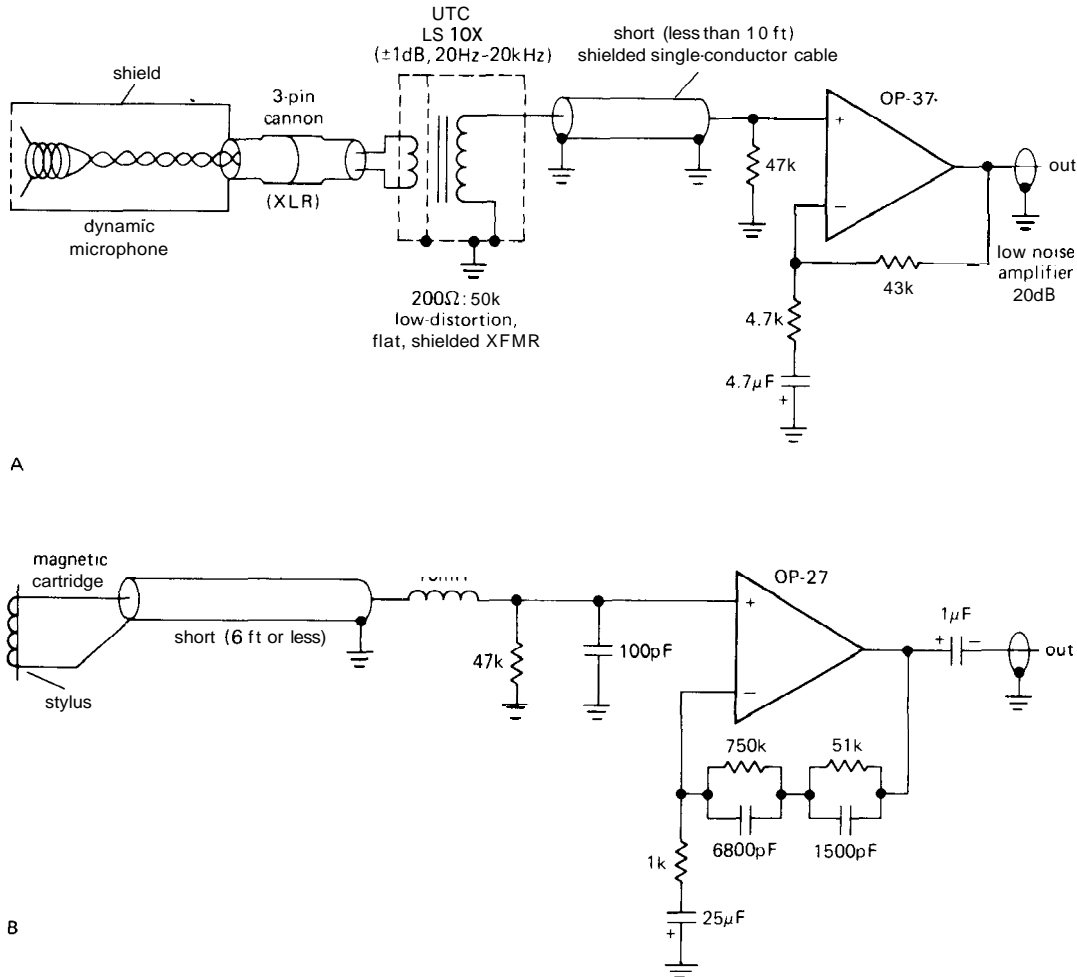 UTC
LS 10X
(±1dB, 20Hz-20kHz)
short (less than 10 ft)
shielded single-conductor cable
shield
3-pin
cannon
OP-37
+
47k
out
(XLR)
−
dynamic
microphone
low noise
amplifier
20dB
43k
200Ω:50k
low-distortion,
flat, shielded XFMR
4.7k
4.7μF
+
A
magnetic
cartridge
OP-27
+
1μF
+ −
short (6 ft or less)
47k
100pF
out
stylus
−
750k
51k
6800pF
1500pF
1k
25μF
+
B